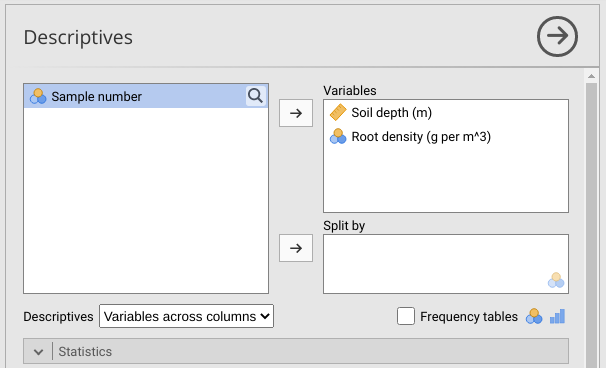 Descriptives
Sample number
Variables
Soil depth (m)
Root density (g per m^3)
Split by
Descriptives Variables across columns Frequency tables
Statistics